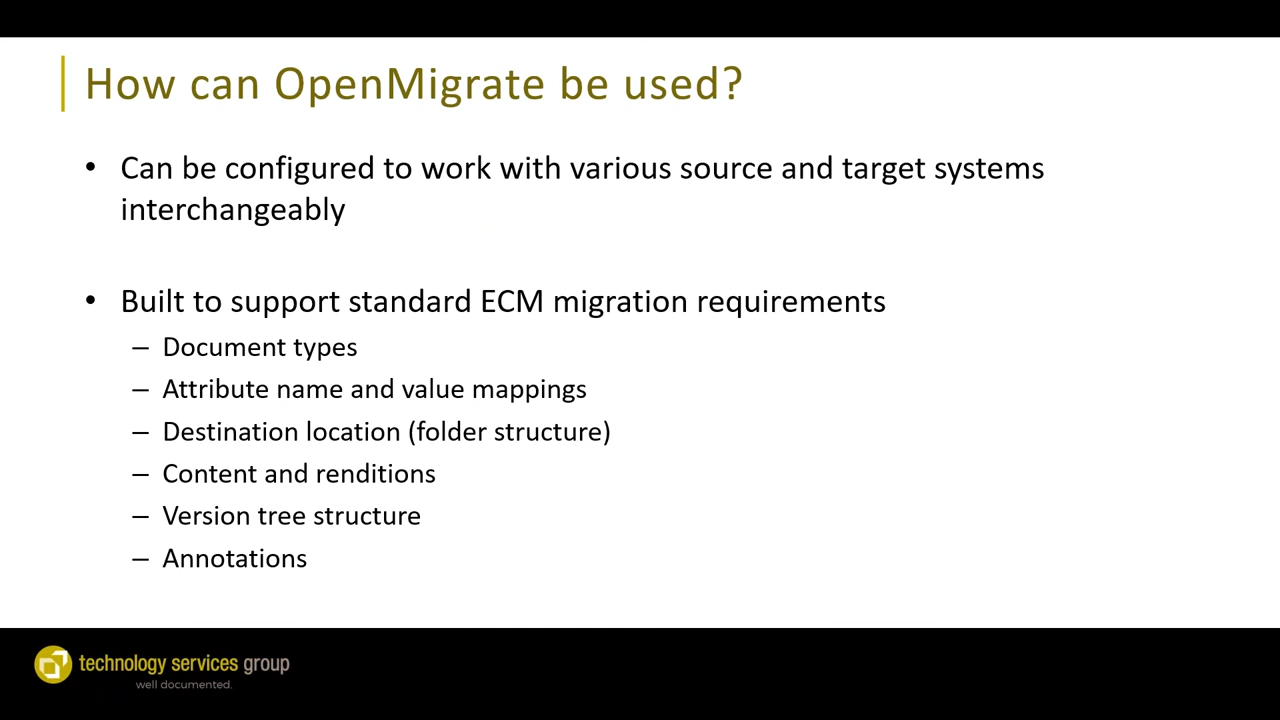 How can OpenMigrate be used?
• Can be configured to work with various source and target systems
interchangeably
• Built to support standard ECM migration requirements
– Document types
– Attribute name and value mappings
– Destination location (folder structure)
– Content and renditions
– Version tree structure
– Annotations
technology services group
well documented.